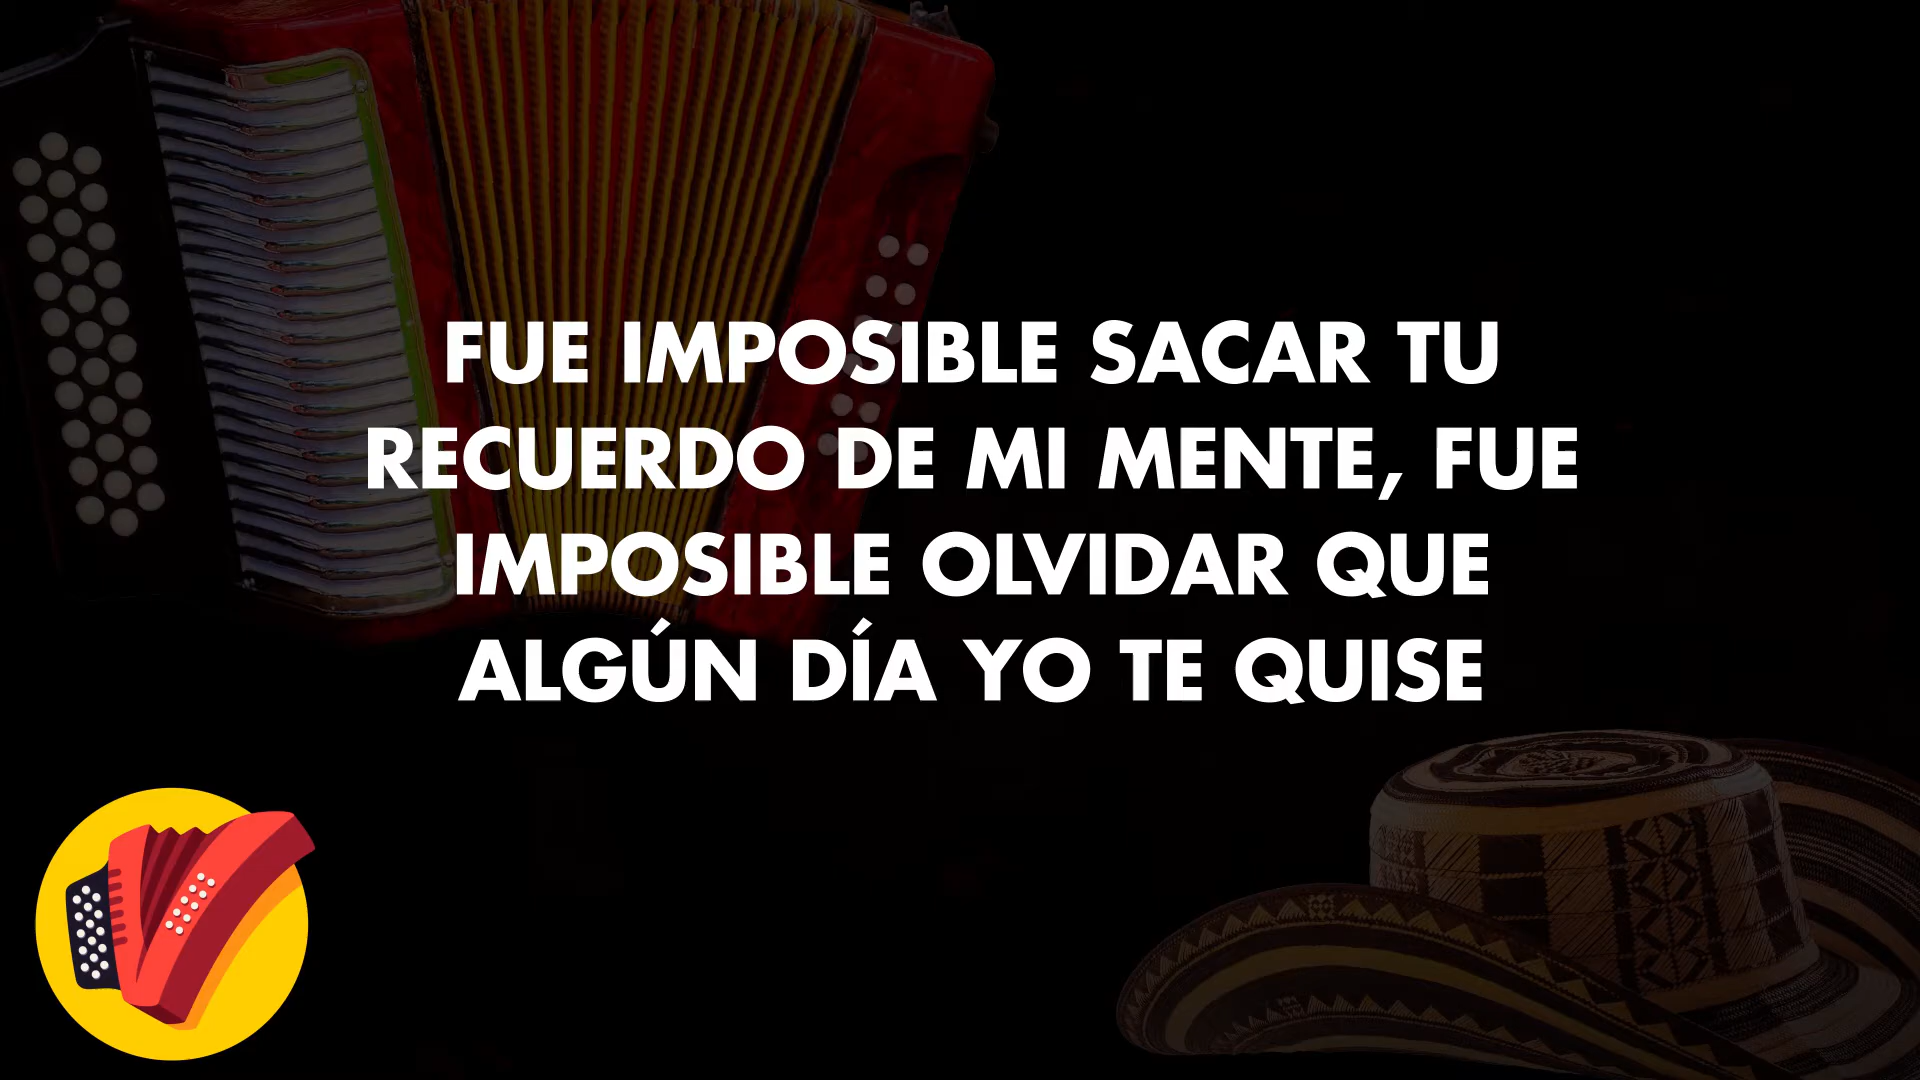 FUE IMPOSIBLE SACAR TU
RECUERDO DE MI MENTE, FUE
IMPOSIBLE OLVIDAR QUE
ALGÚN DÍA YO TE QUISE